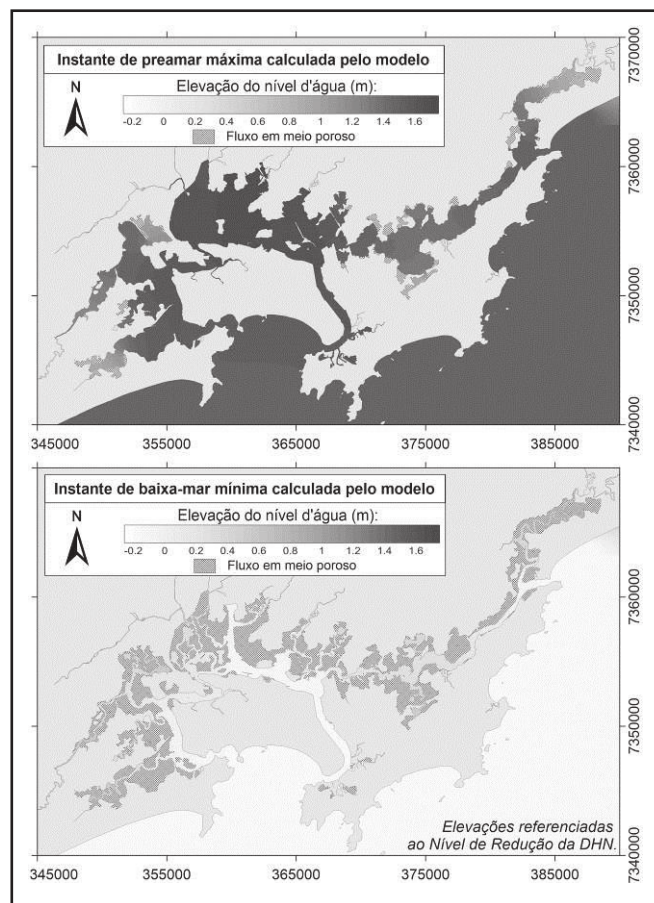 Instante de preamar máxima calculada pelo modelo
N
Elevação do nível d'água (m):
-0.2 0 0.2 0.4 0.6 0.8 1 1.2 1.4 1.6
Fluxo em meio poroso
7370000
7360000
7350000
7340000
345000 355000 365000 375000 385000
Instante de baixa-mar mínima calculada pelo modelo
N
Elevação do nível d'água (m):
-0.2 0 0.2 0.4 0.6 0.8 1 1.2 1.4 1.6
Fluxo em meio poroso
7360000
7350000
7340000
Elevações referenciadas
ao Nível de Redução da DHN.
345000 355000 365000 375000 385000